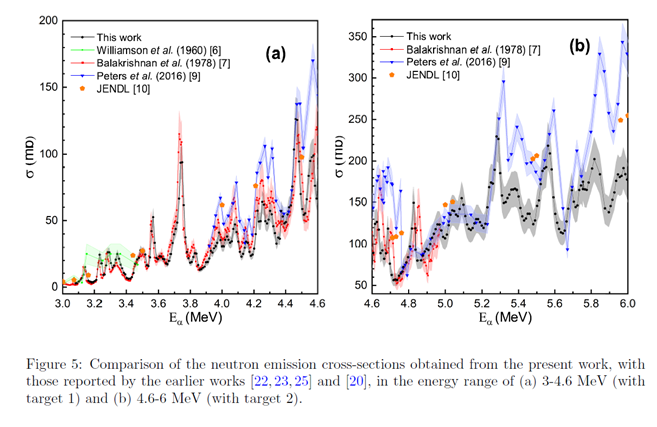 200
150
100
50
0
3.0 3.2 3.4 3.6 3.8 4.0 4.2 4.4 4.6
σ (mb)
Eα (MeV)
This work
Williamson et al. (1960) [6]
Balakrishnan et al. (1978) [7]
Peters et al. (2016) [9]
JENDL [10]
(a)
350
300
250
200
150
100
50
4.6 4.8 5.0 5.2 5.4 5.6 5.8 6.0
σ (mb)
Eα (MeV)
This work
Balakrishnan et al. (1978) [7]
Peters et al. (2016) [9]
JENDL [10]
(b)
Figure 5: Comparison of the neutron emission cross-sections obtained from the present work, with
those reported by the earlier works [22, 23, 25] and [20], in the energy range of (a) 3-4.6 MeV (with
target 1) and (b) 4.6-6 MeV (with target 2).